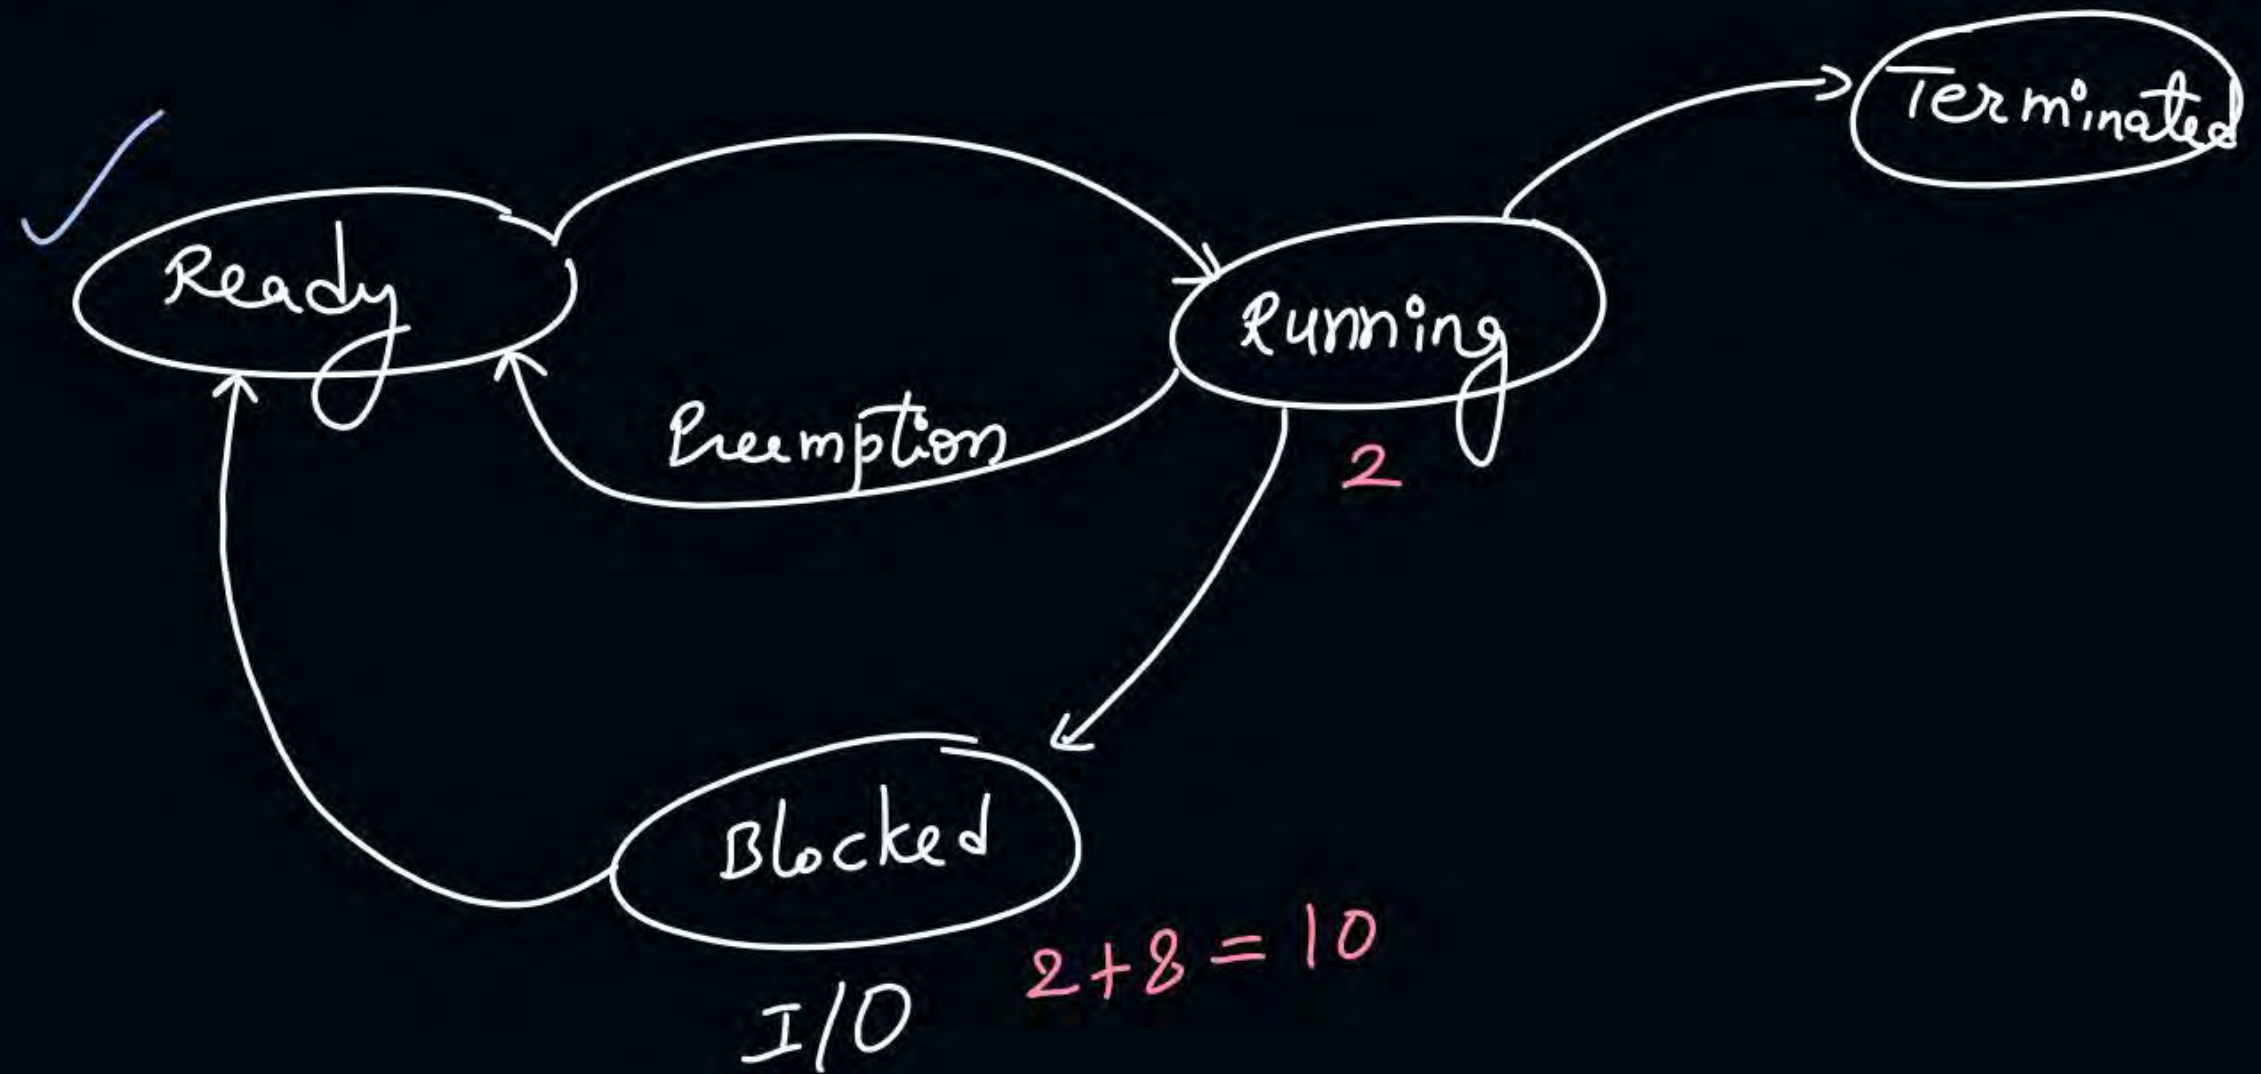 Terminated
Ready
Running
Preemption
2
Blocked
2+8=10
I/O